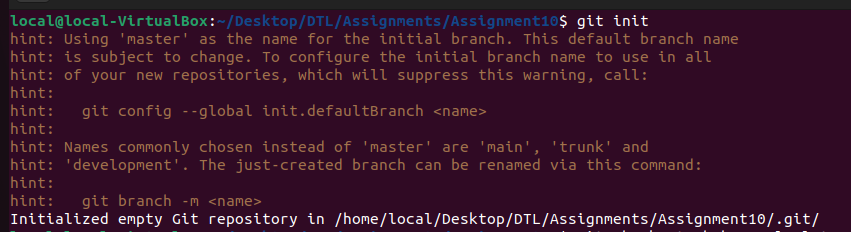 local@local-VirtualBox:~/Desktop/DTL/Assignments/Assignment10$ git init
hint: Using 'master' as the name for the initial branch. This default branch name
hint: is subject to change. To configure the initial branch name to use in all
hint: of your new repositories, which will suppress this warning, call:
hint:
hint:   git config --global init.defaultBranch <name>
hint:
hint: Names commonly chosen instead of 'master' are 'main', 'trunk' and
hint: 'development'. The just-created branch can be renamed via this command:
hint:
hint:   git branch -m <name>
Initialized empty Git repository in /home/local/Desktop/DTL/Assignments/Assignment10/.git/